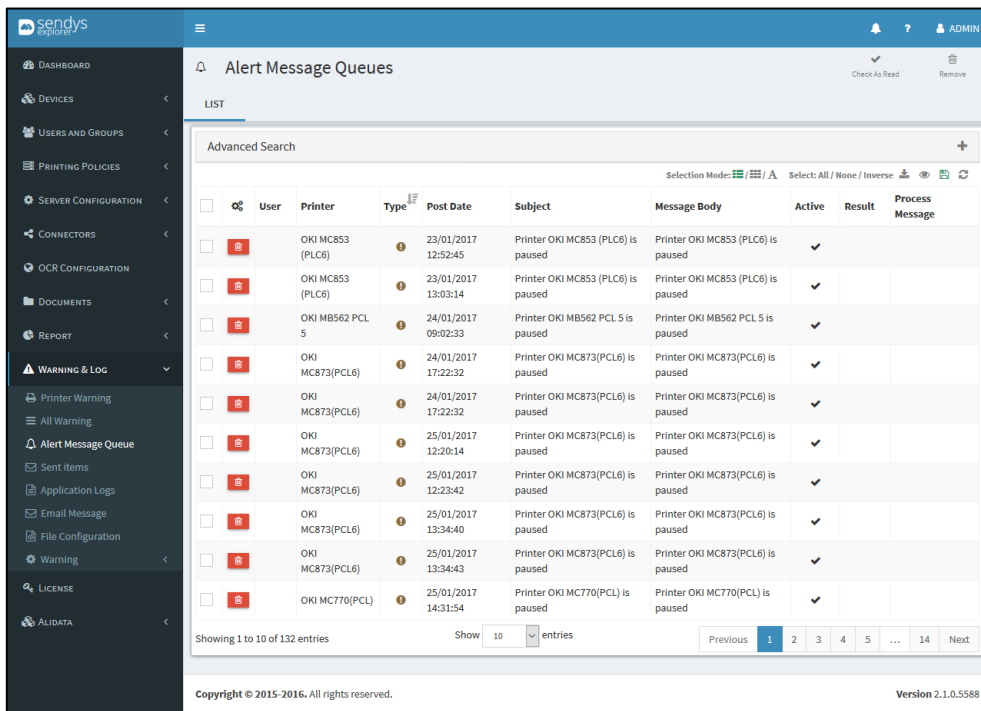 sendys
explorer
? ADMIN
DASHBOARD
DEVICES
USERS AND GROUPS
PRINTING POLICIES
SERVER CONFIGURATION
CONNECTORS
OCR CONFIGURATION
DOCUMENTS
REPORT
WARNING & LOG
Printer Warning
All Warning
Alert Message Queue
Sent items
Application Logs
Email Message
File Configuration
Warning
LICENSE
ALIDATA
Alert Message Queues
Check As Read Remove
LIST
Advanced Search
Selection Mode: / / A Select: All / None / Inverse
User Printer Type Post Date Subject Message Body Active Result Process
Message
OKI MC853 23/01/2017 Printer OKI MC853 (PLC6) is Printer OKI MC853 (PLC6) is
(PLC6) 12:52:45 paused paused
OKI MC853 23/01/2017 Printer OKI MC853 (PLC6) is Printer OKI MC853 (PLC6) is
(PLC6) 13:03:14 paused paused
OKI MB562 PCL 24/01/2017 Printer OKI MB562 PCL 5 is Printer OKI MB562 PCL 5 is
5 09:02:33 paused paused
OKI 24/01/2017 Printer OKI MC873(PCL6) is Printer OKI MC873(PCL6) is
MC873(PCL6) 17:22:32 paused paused
OKI 24/01/2017 Printer OKI MC873(PCL6) is Printer OKI MC873(PCL6) is
MC873(PCL6) 17:22:32 paused paused
OKI 25/01/2017 Printer OKI MC873(PCL6) is Printer OKI MC873(PCL6) is
MC873(PCL6) 12:20:14 paused paused
OKI 25/01/2017 Printer OKI MC873(PCL6) is Printer OKI MC873(PCL6) is
MC873(PCL6) 12:23:42 paused paused
OKI 25/01/2017 Printer OKI MC873(PCL6) is Printer OKI MC873(PCL6) is
MC873(PCL6) 13:34:40 paused paused
OKI 25/01/2017 Printer OKI MC873(PCL6) is Printer OKI MC873(PCL6) is
MC873(PCL6) 13:34:43 paused paused
OKI MC770(PCL) 25/01/2017 Printer OKI MC770(PCL) is Printer OKI MC770(PCL) is
14:31:54 paused paused
Showing 1 to 10 of 132 entries Show 10 entries Previous 1 2 3 4 5 ... 14 Next
Copyright © 2015-2016. All rights reserved. Version 2.1.0.5588